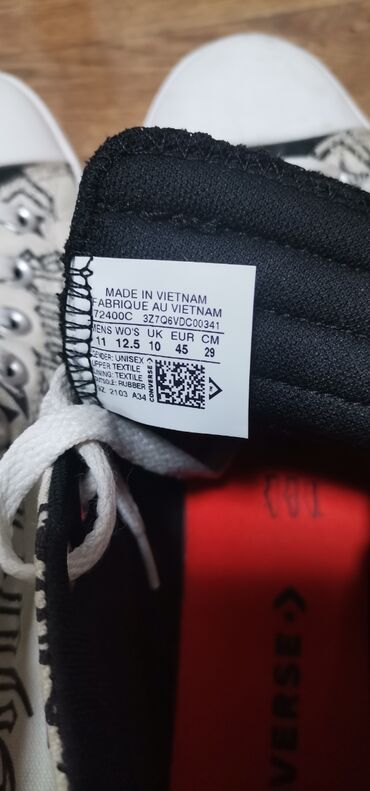 MADE IN VIETNAM
FABRIQUE AU VIETNAM
72400C 3Z7Q6VDC00341
MENS WO'S UK EUR CM
11 12.5 10 45 29
GENDER: UNISEX
UPPER TEXTILE
LINING: TEXTILE
OUTSOLE: RUBBER
2103 A34
CONVERSE
VERSE